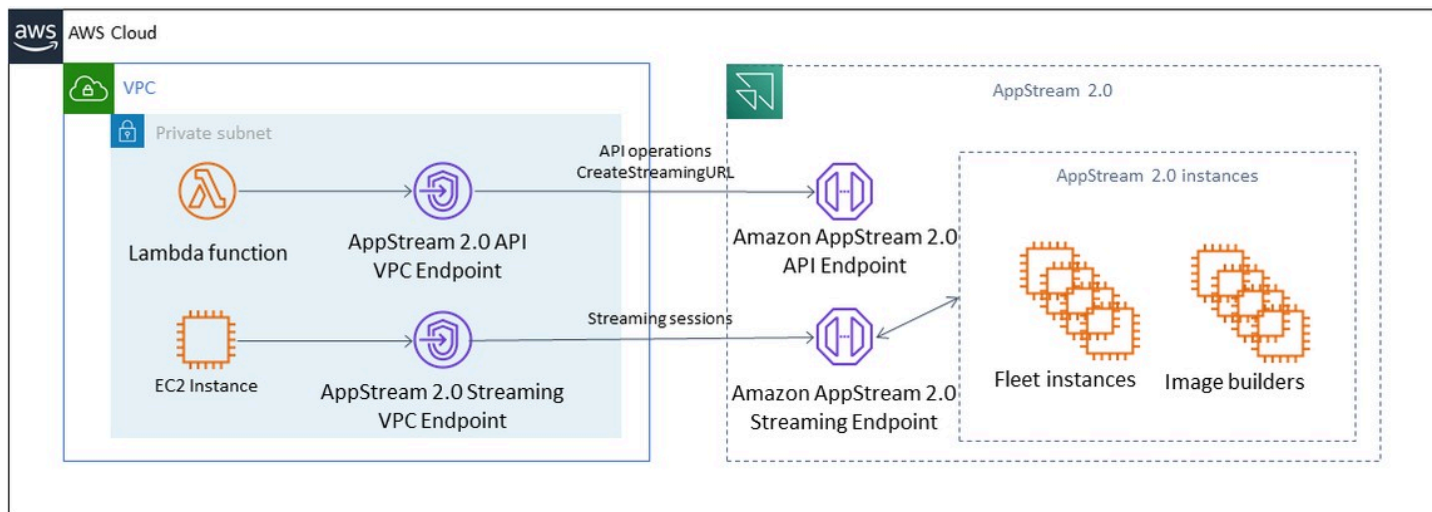 aws
AWS Cloud
VPC
Private subnet
Lambda function
AppStream 2.0 API
VPC Endpoint
EC2 Instance
AppStream 2.0 Streaming
VPC Endpoint
API operations
CreateStreamingURL
Streaming sessions
AppStream 2.0
Amazon AppStream 2.0
API Endpoint
Amazon AppStream 2.0
Streaming Endpoint
AppStream 2.0 instances
Fleet instances
Image builders